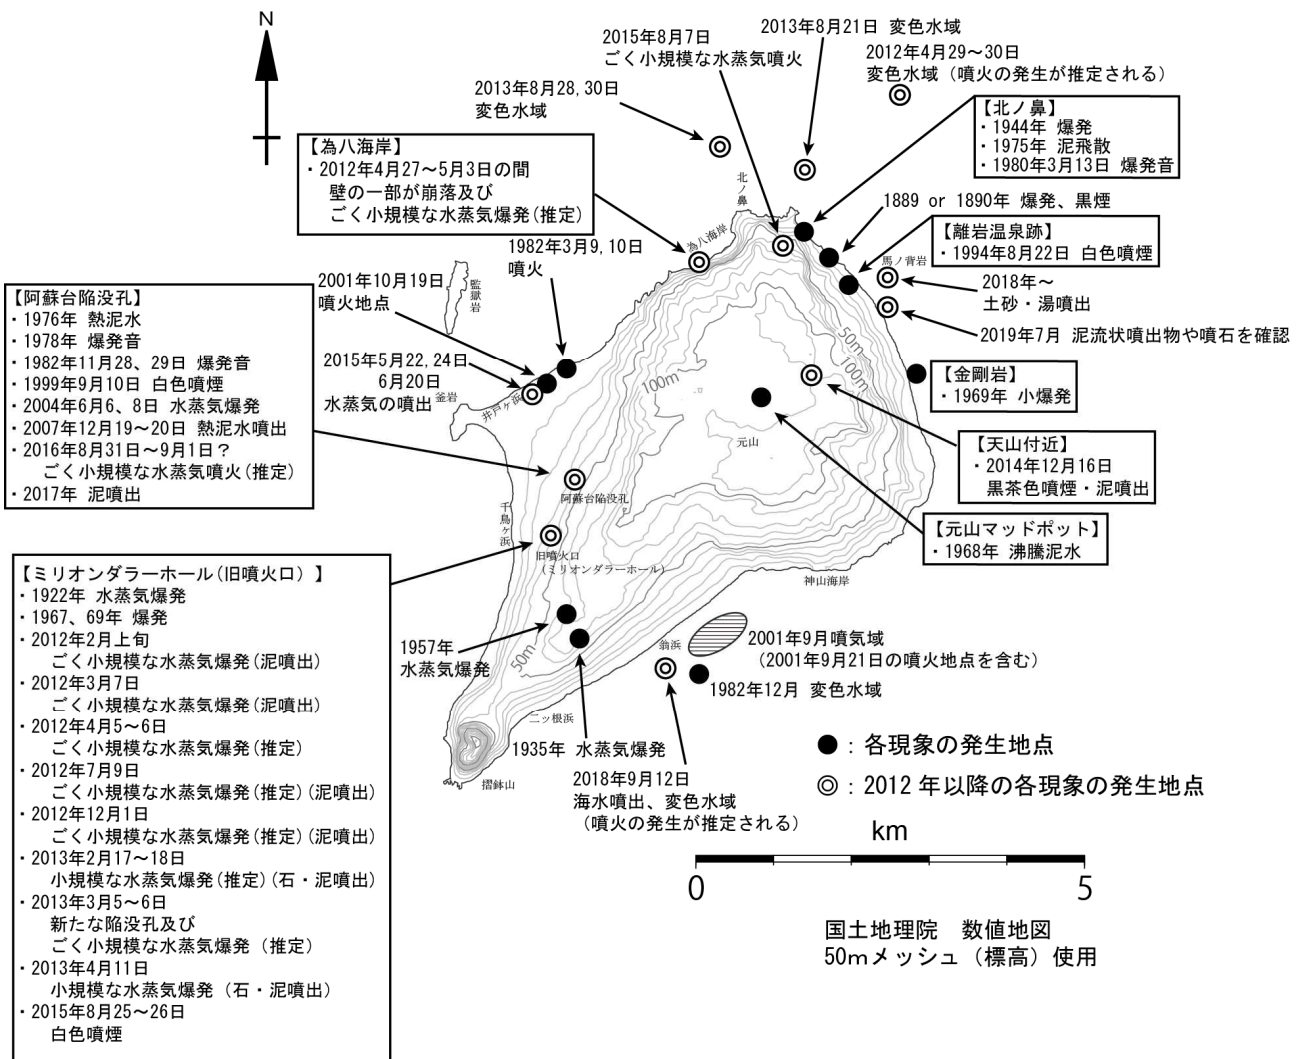 N
2015年8月7日
ごく小規模な水蒸気噴火
2013年8月21日 変色水域
2012年4月29～30日
変色水域（噴火の発生が推定される）
2013年8月28,30日
変色水域
【北ノ鼻】
・1944年 爆発
・1975年 泥飛散
・1980年3月13日 爆発音
【為八海岸】
・2012年4月27～5月3日の間
壁の一部が崩落及び
ごく小規模な水蒸気爆発(推定)
北ノ鼻
為八海岸
1889 or 1890年 爆発、黒煙
【離岩温泉跡】
・1994年8月22日 白色噴煙
馬ノ背岩
2018年～
土砂・湯噴出
2019年7月 泥流状噴出物や噴石を確認
1982年3月9,10日
噴火
2001年10月19日
噴火地点
監獄岩
2015年5月22,24日
6月20日
水蒸気の噴出
釜岩
井戸ヶ浜
【阿蘇台陥没孔】
・1976年 熱泥水
・1978年 爆発音
・1982年11月28、29日 爆発音
・1999年9月10日 白色噴煙
・2004年6月6、8日 水蒸気爆発
・2007年12月19～20日 熱泥水噴出
・2016年8月31日～9月1日？
ごく小規模な水蒸気噴火(推定)
・2017年 泥噴出
100m
50m
100m
【金剛岩】
・1969年 小爆発
元山
【天山付近】
・2014年12月16日
黒茶色噴煙・泥噴出
【元山マッドポット】
・1968年 沸騰泥水
阿蘇台陥没孔
千鳥ヶ浜
旧噴火口
(ミリオンダラーホール)
神山海岸
【ミリオンダラーホール(旧噴火口）】
・1922年 水蒸気爆発
・1967、69年 爆発
・2012年2月上旬
ごく小規模な水蒸気爆発(泥噴出)
・2012年3月7日
ごく小規模な水蒸気爆発(泥噴出)
・2012年4月5～6日
ごく小規模な水蒸気爆発(推定)
・2012年7月9日
ごく小規模な水蒸気爆発(推定)(泥噴出)
・2012年12月1日
ごく小規模な水蒸気爆発(推定)(泥噴出)
・2013年2月17～18日
小規模な水蒸気爆発(推定)(石・泥噴出)
・2013年3月5～6日
新たな陥没孔及び
ごく小規模な水蒸気爆発（推定）
・2013年4月11日
小規模な水蒸気爆発（石・泥噴出）
・2015年8月25～26日
白色噴煙
1957年
水蒸気爆発
50m
翁浜
2001年9月噴気域
（2001年9月21日の噴火地点を含む）
1982年12月 変色水域
二ッ根浜
1935年 水蒸気爆発
摺鉢山
2018年9月12日
海水噴出、変色水域
（噴火の発生が推定される）
●：各現象の発生地点
◎：2012年以降の各現象の発生地点
km
0 5
国土地理院　数値地図
50mメッシュ（標高）使用